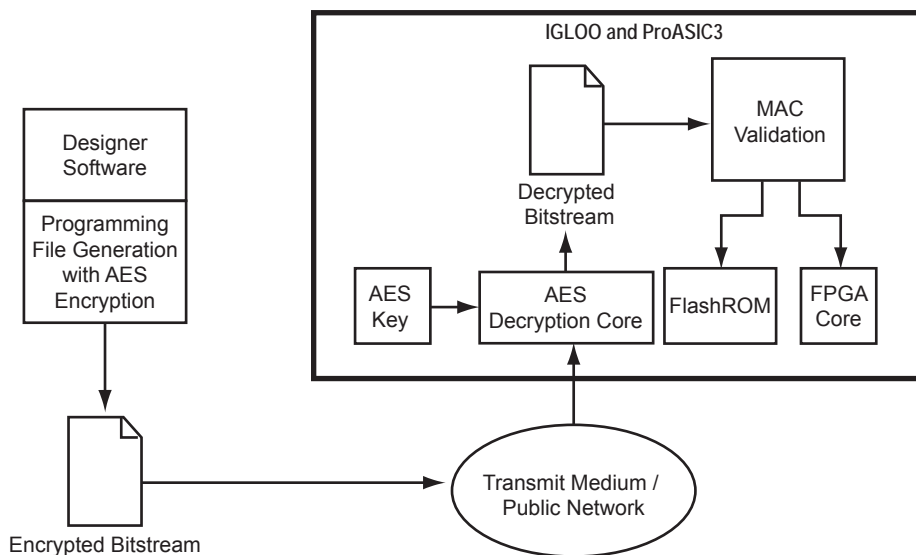 IGLOO and ProASIC3
Designer
Software
Programming
File Generation
with AES
Encryption
Encrypted Bitstream
Transmit Medium /
Public Network
AES
Key
AES
Decryption Core
Decrypted
Bitstream
MAC
Validation
FlashROM
FPGA
Core